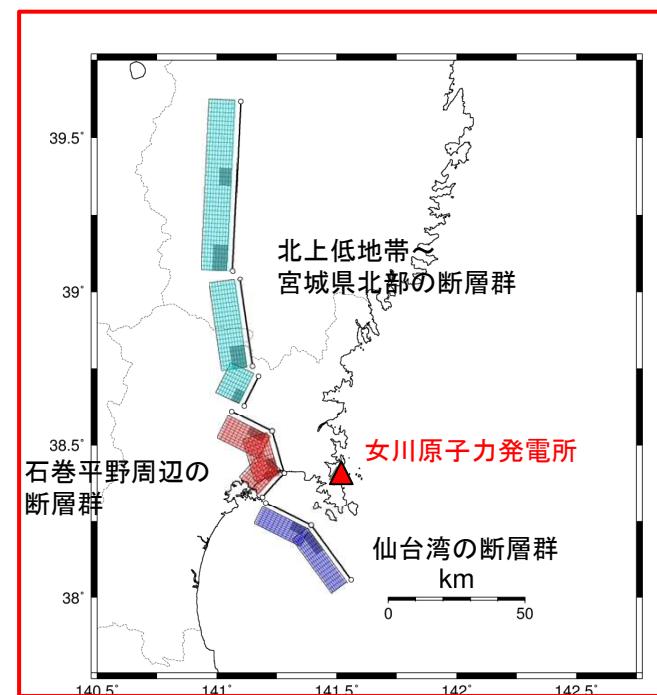 39.5°
北上低地帯～
宮城県北部の断層群
39°
38.5°
女川原子力発電所
石巻平野周辺の
断層群
仙台湾の断層群
km
38°
0 50
140.5° 141° 141.5° 142° 142.5°